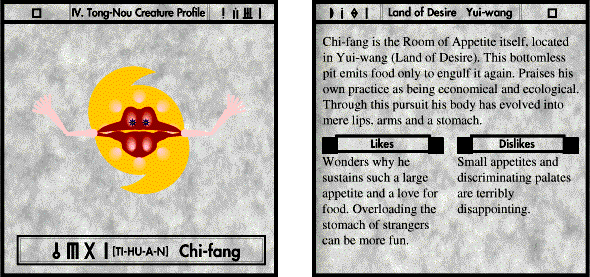 IV. Tong-Nou Creature Profile
[TI-HU-A-N] Chi-fang
Land of Desire Yui-wang
Chi-fang is the Room of Appetite itself, located
in Yui-wang (Land of Desire). This bottomless
pit emits food only to engulf it again. Praises his
own practice as being economical and ecological.
Through this pursuit his body has evolved into
mere lips, arms and a stomach.
Likes
Wonders why he
sustains such a large
appetite and a love for
food. Overloading the
stomach of strangers
can be more fun.
Dislikes
Small appetites and
discriminating palates
are terribly
disappointing.